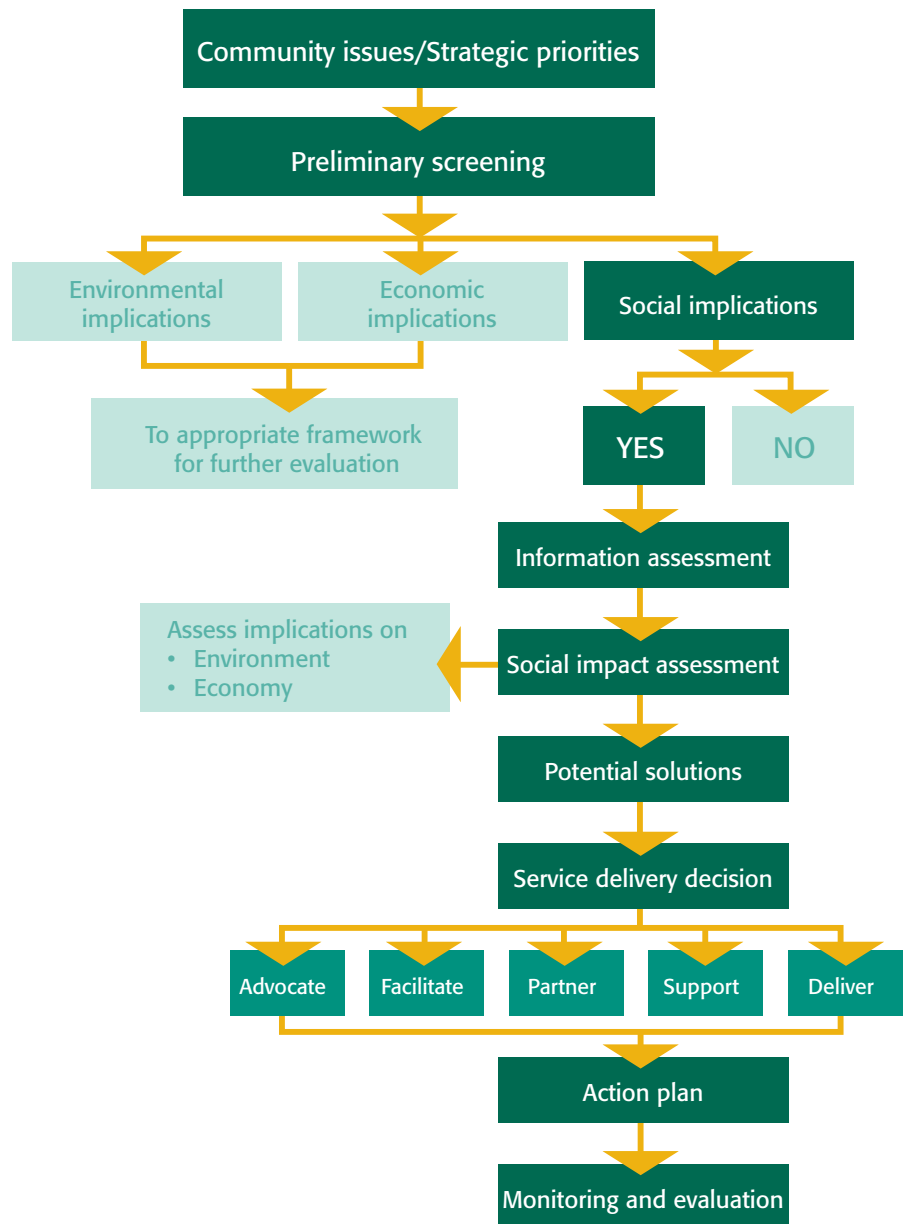 Community issues/Strategic priorities
Preliminary screening
Environmental
implications
Economic
implications
Social implications
To appropriate framework
for further evaluation
YES
NO
Information assessment
Assess implications on
• Environment
• Economy
Social impact assessment
Potential solutions
Service delivery decision
Advocate
Facilitate
Partner
Support
Deliver
Action plan
Monitoring and evaluation